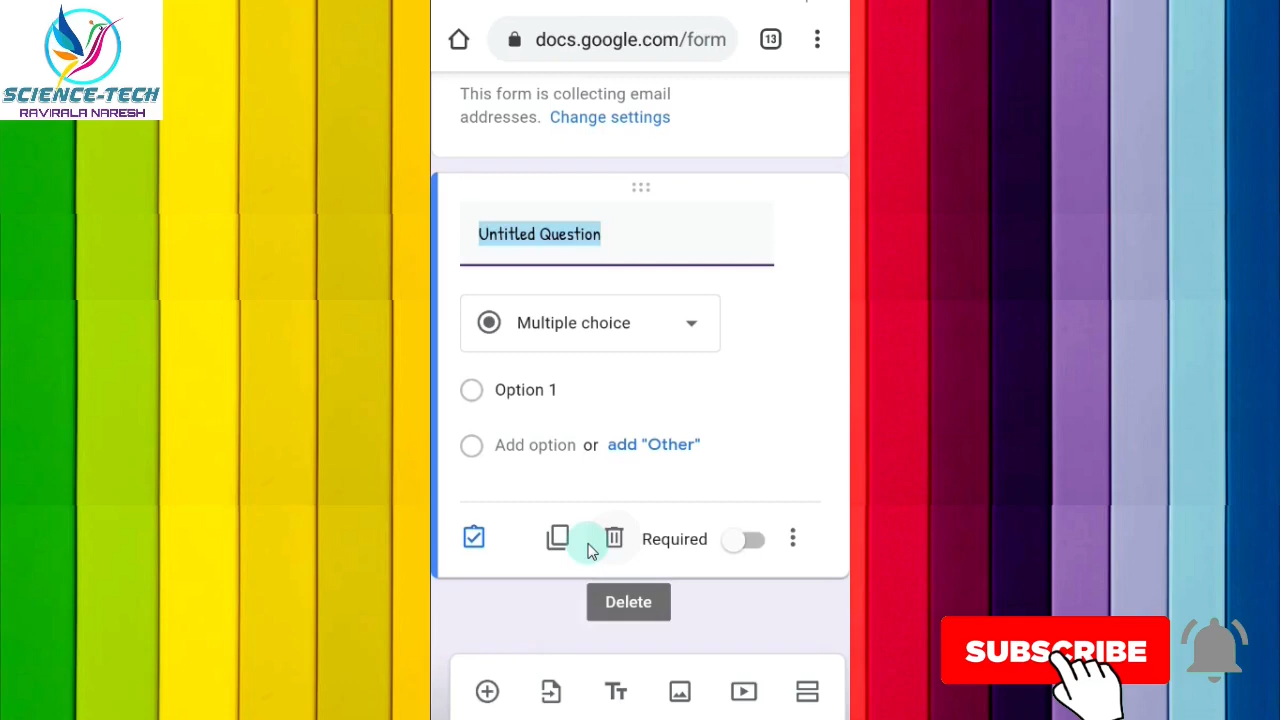 SCIENCE-TECH
RAVIRALA NARESH
docs.google.com/form
13
This form is collecting email
addresses. Change settings
Untitled Question
Multiple choice
Option 1
Add option or add "Other"
Required
Delete
Tт
SUBSCRIBE